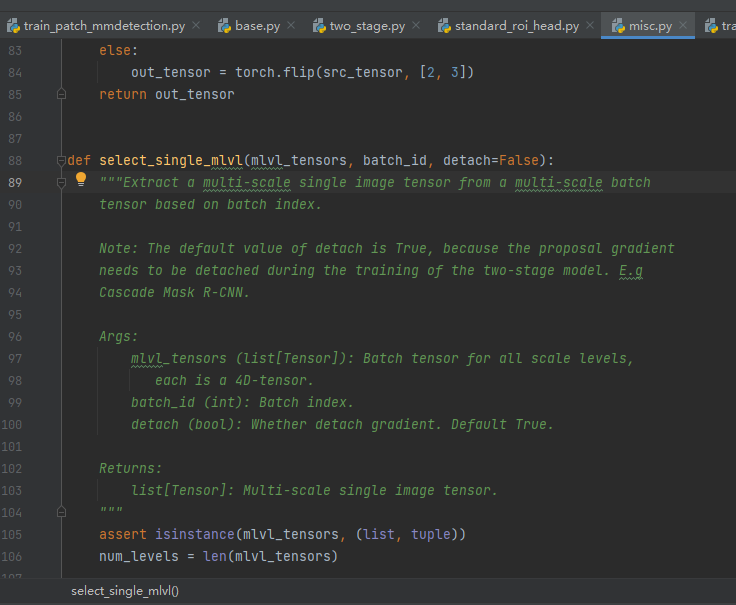 train_patch_mmdetection.py base.py two_stage.py standard_roi_head.py misc.py tra
83 else:
84 out_tensor = torch.flip(src_tensor, [2, 3])
85 return out_tensor
86
87
88 def select_single_mlvl(mlvl_tensors, batch_id, detach=False):
89 """Extract a multi-scale single image tensor from a multi-scale batch
90 tensor based on batch index.
91
92 Note: The default value of detach is True, because the proposal gradient
93 needs to be detached during the training of the two-stage model. E.g
94 Cascade Mask R-CNN.
95
96 Args:
97 mlvl_tensors (list[Tensor]): Batch tensor for all scale levels,
98 each is a 4D-tensor.
99 batch_id (int): Batch index.
100 detach (bool): Whether detach gradient. Default True.
101
102 Returns:
103 list[Tensor]: Multi-scale single image tensor.
104 """
105 assert isinstance(mlvl_tensors, (list, tuple))
106 num_levels = len(mlvl_tensors)
107
select_single_mlvl()